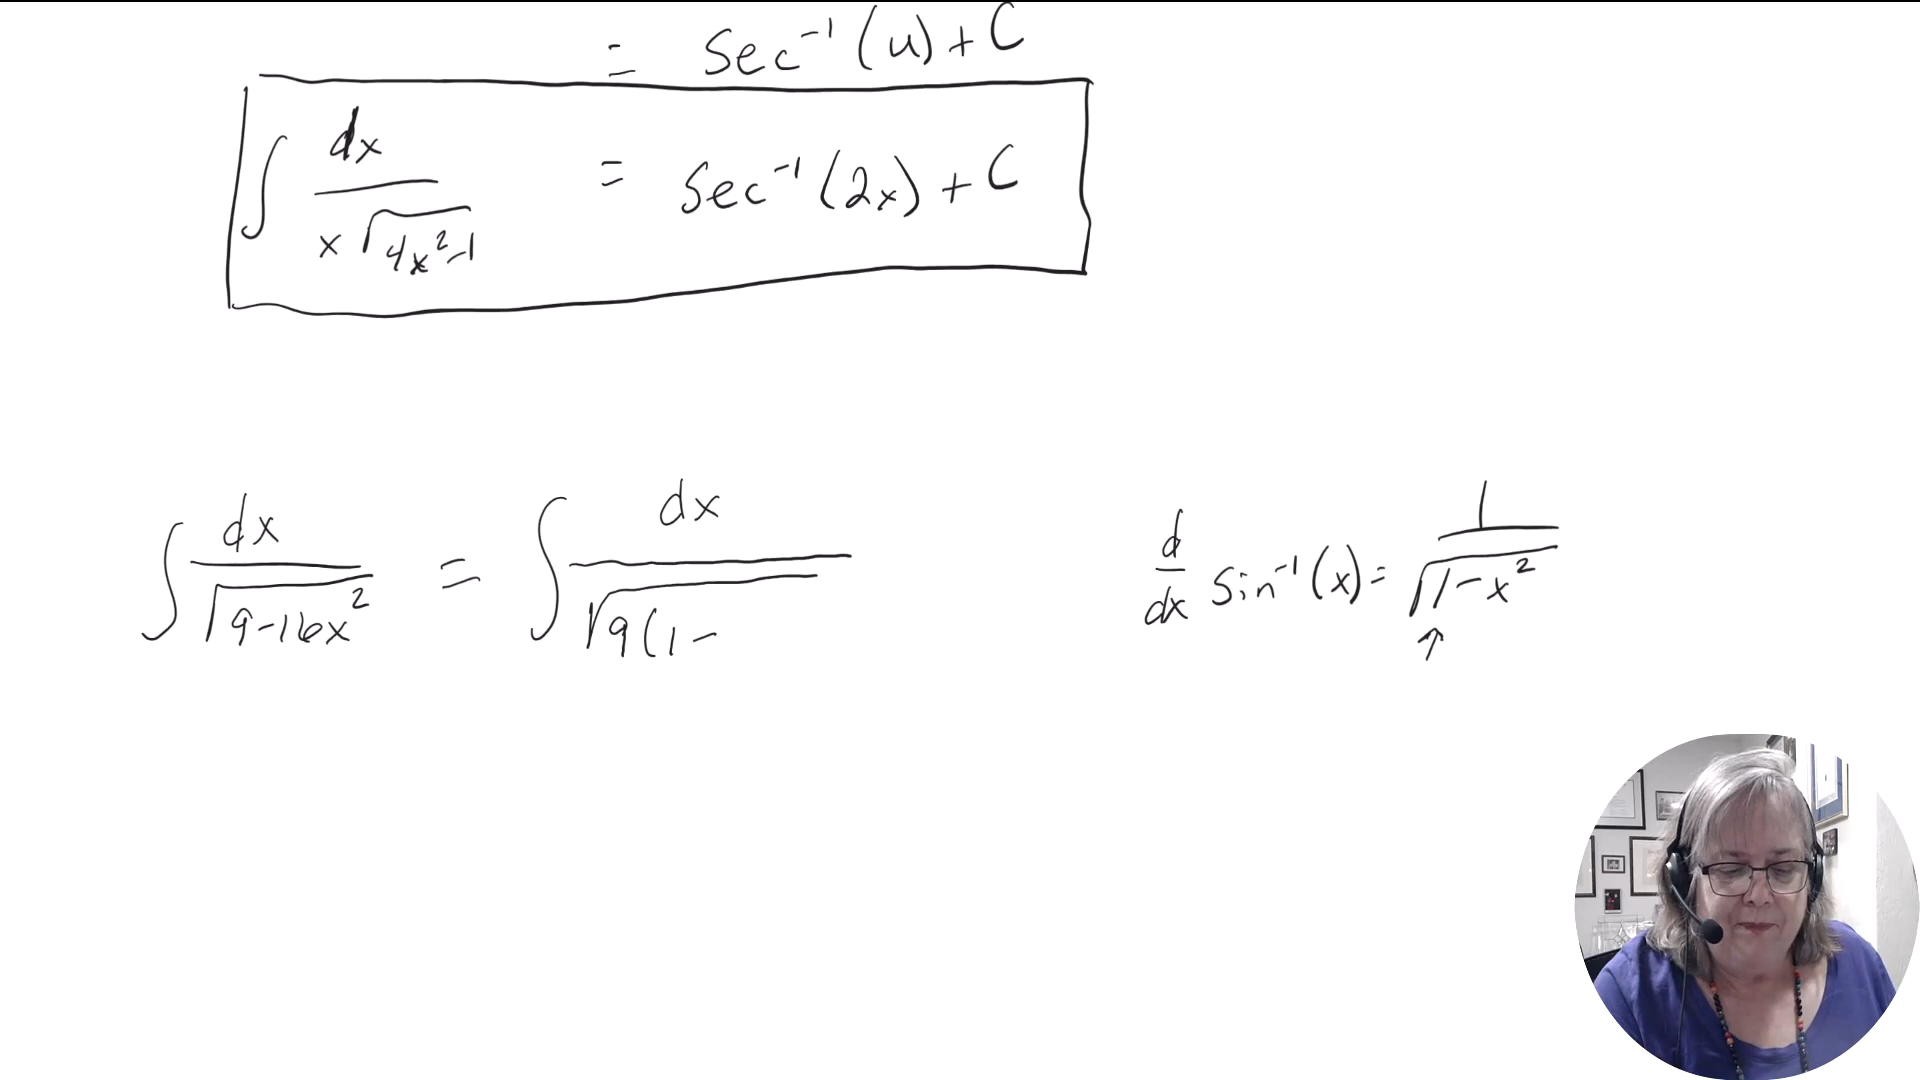 = Sec⁻¹(u) + C
∫ dx / (x √(4x²-1)) = Sec⁻¹(2x) + C
∫ dx / √(9-16x²) = ∫ dx / √(9(1-
d/dx Sin⁻¹(x) = 1 / √(1-x²)
↑